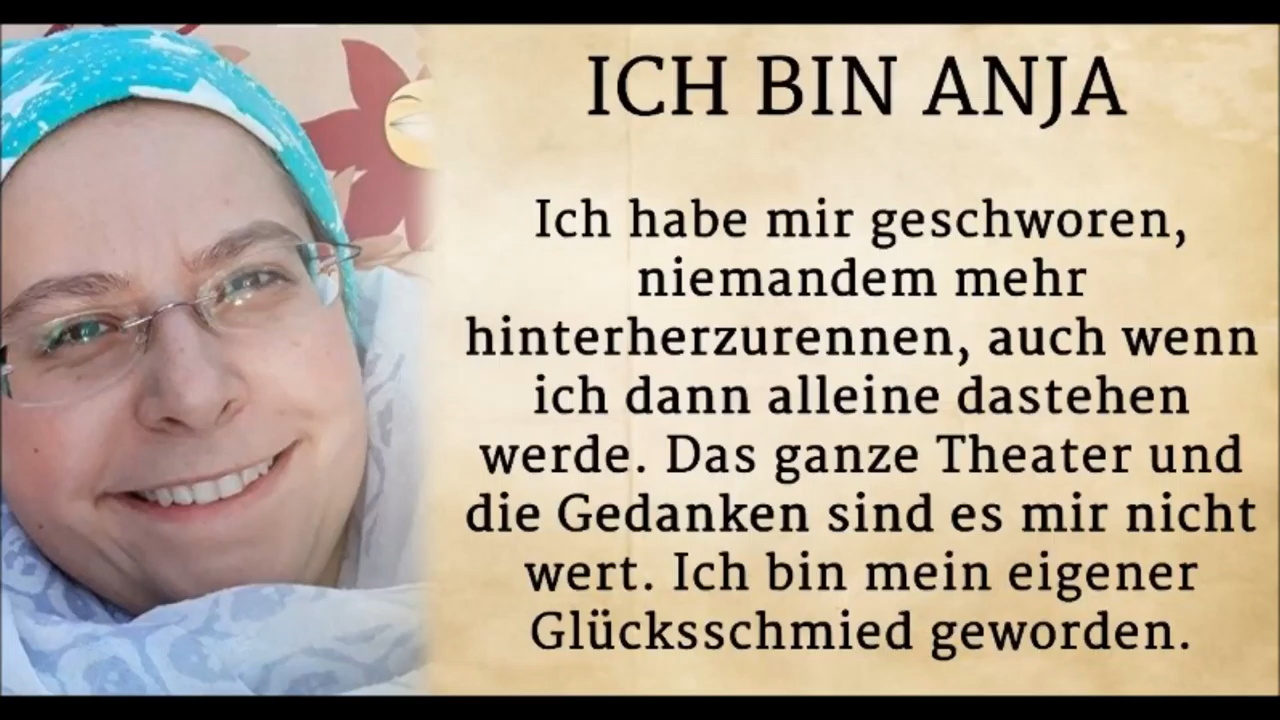 ICH BIN ANJA
Ich habe mir geschworen,
niemandem mehr
hinterherzurennen, auch wenn
ich dann alleine dastehen
werde. Das ganze Theater und
die Gedanken sind es mir nicht
wert. Ich bin mein eigener
Glücksschmied geworden.